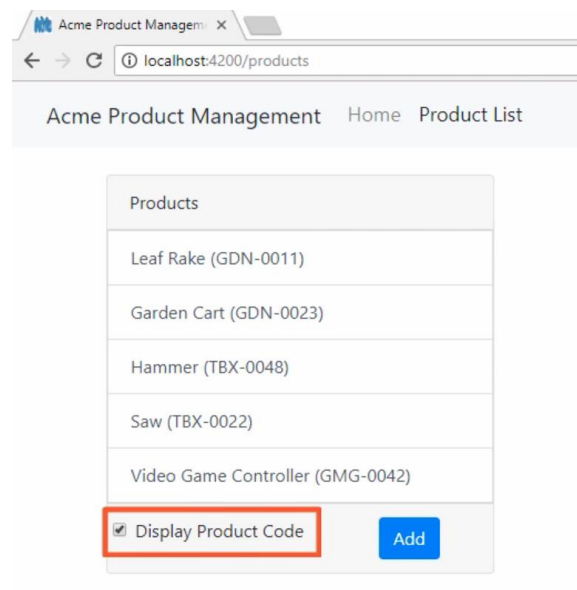 Acme Product Managem
localhost:4200/products
Acme Product Management Home Product List
Products
Leaf Rake (GDN-0011)
Garden Cart (GDN-0023)
Hammer (TBX-0048)
Saw (TBX-0022)
Video Game Controller (GMG-0042)
Display Product Code
Add